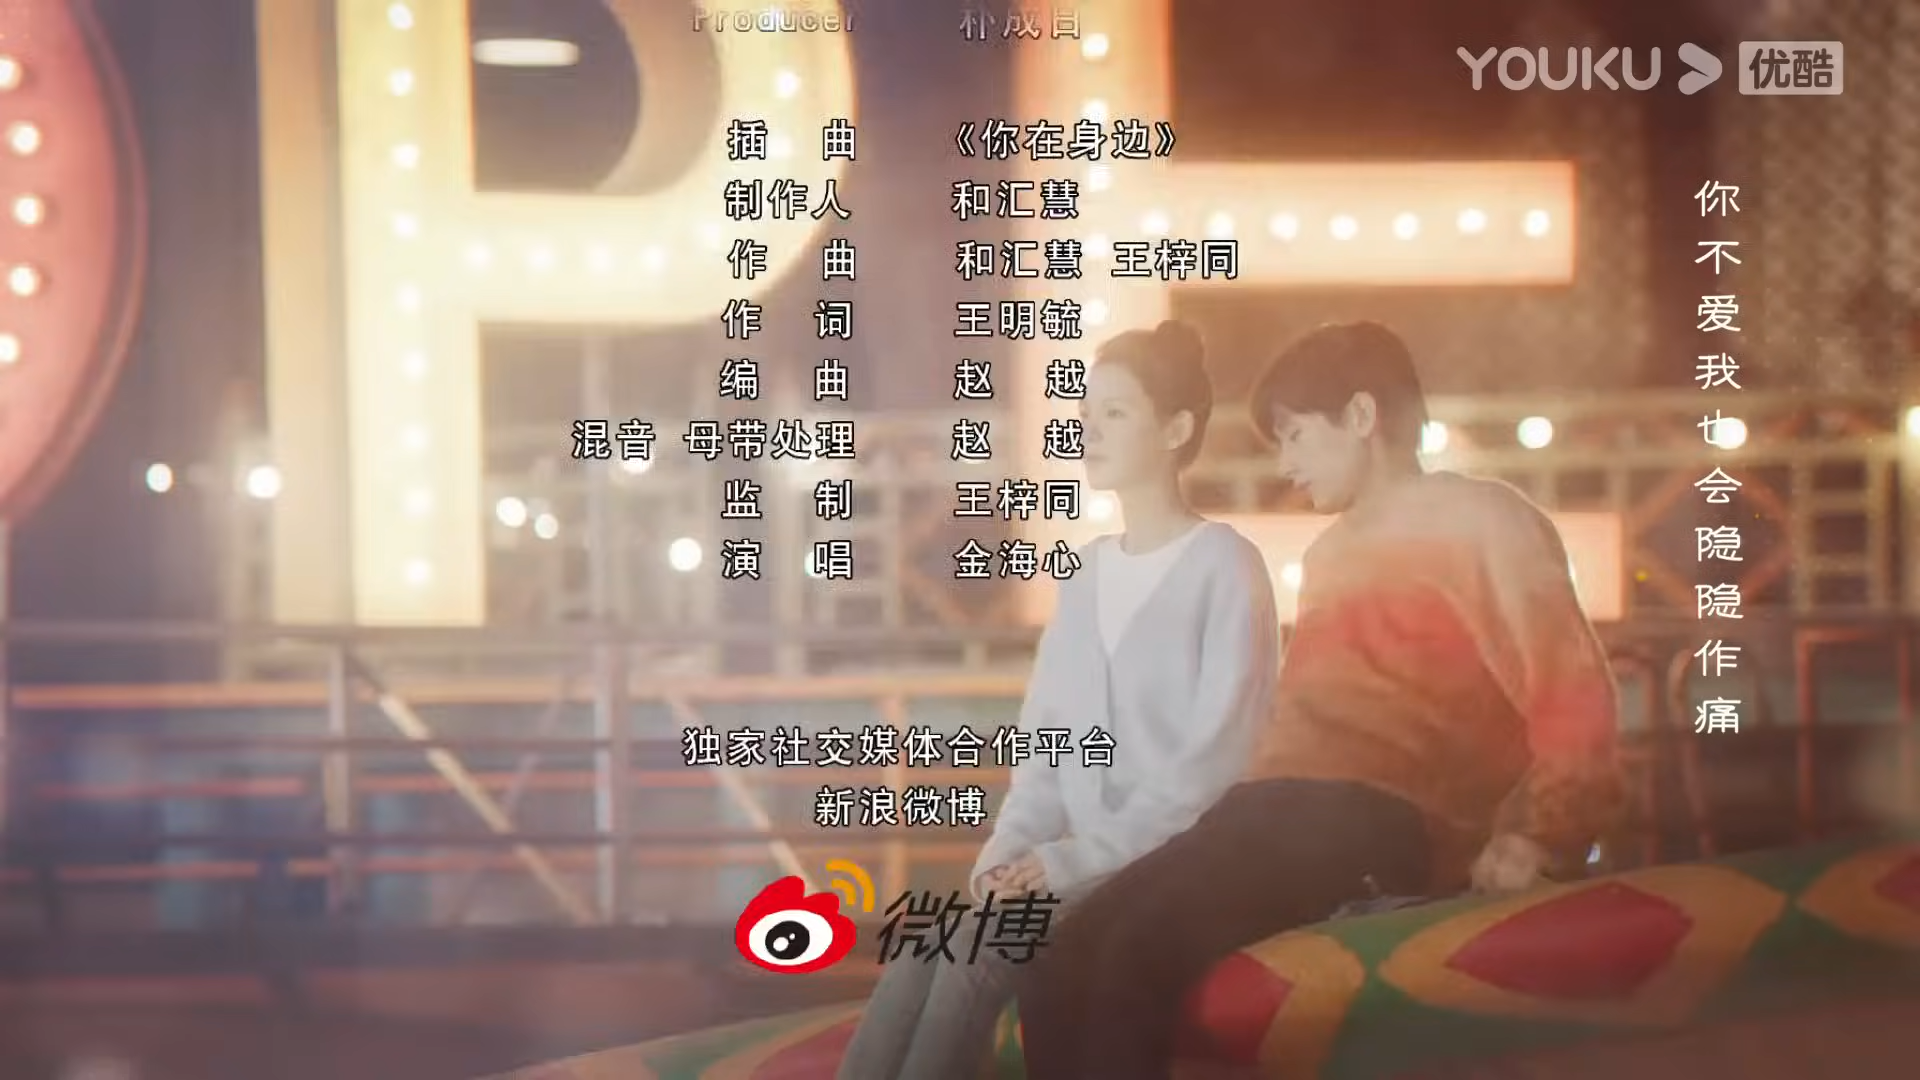 Producer 朴成日
YOUKU 优酷
插 曲 《你在身边》
制作人 和汇慧
作 曲 和汇慧 王梓同
作 词 王明毓
编 曲 赵 越
混音 母带处理 赵 越
监 制 王梓同
演 唱 金海心
独家社交媒体合作平台
新浪微博
微博
你不爱我也会隐隐作痛